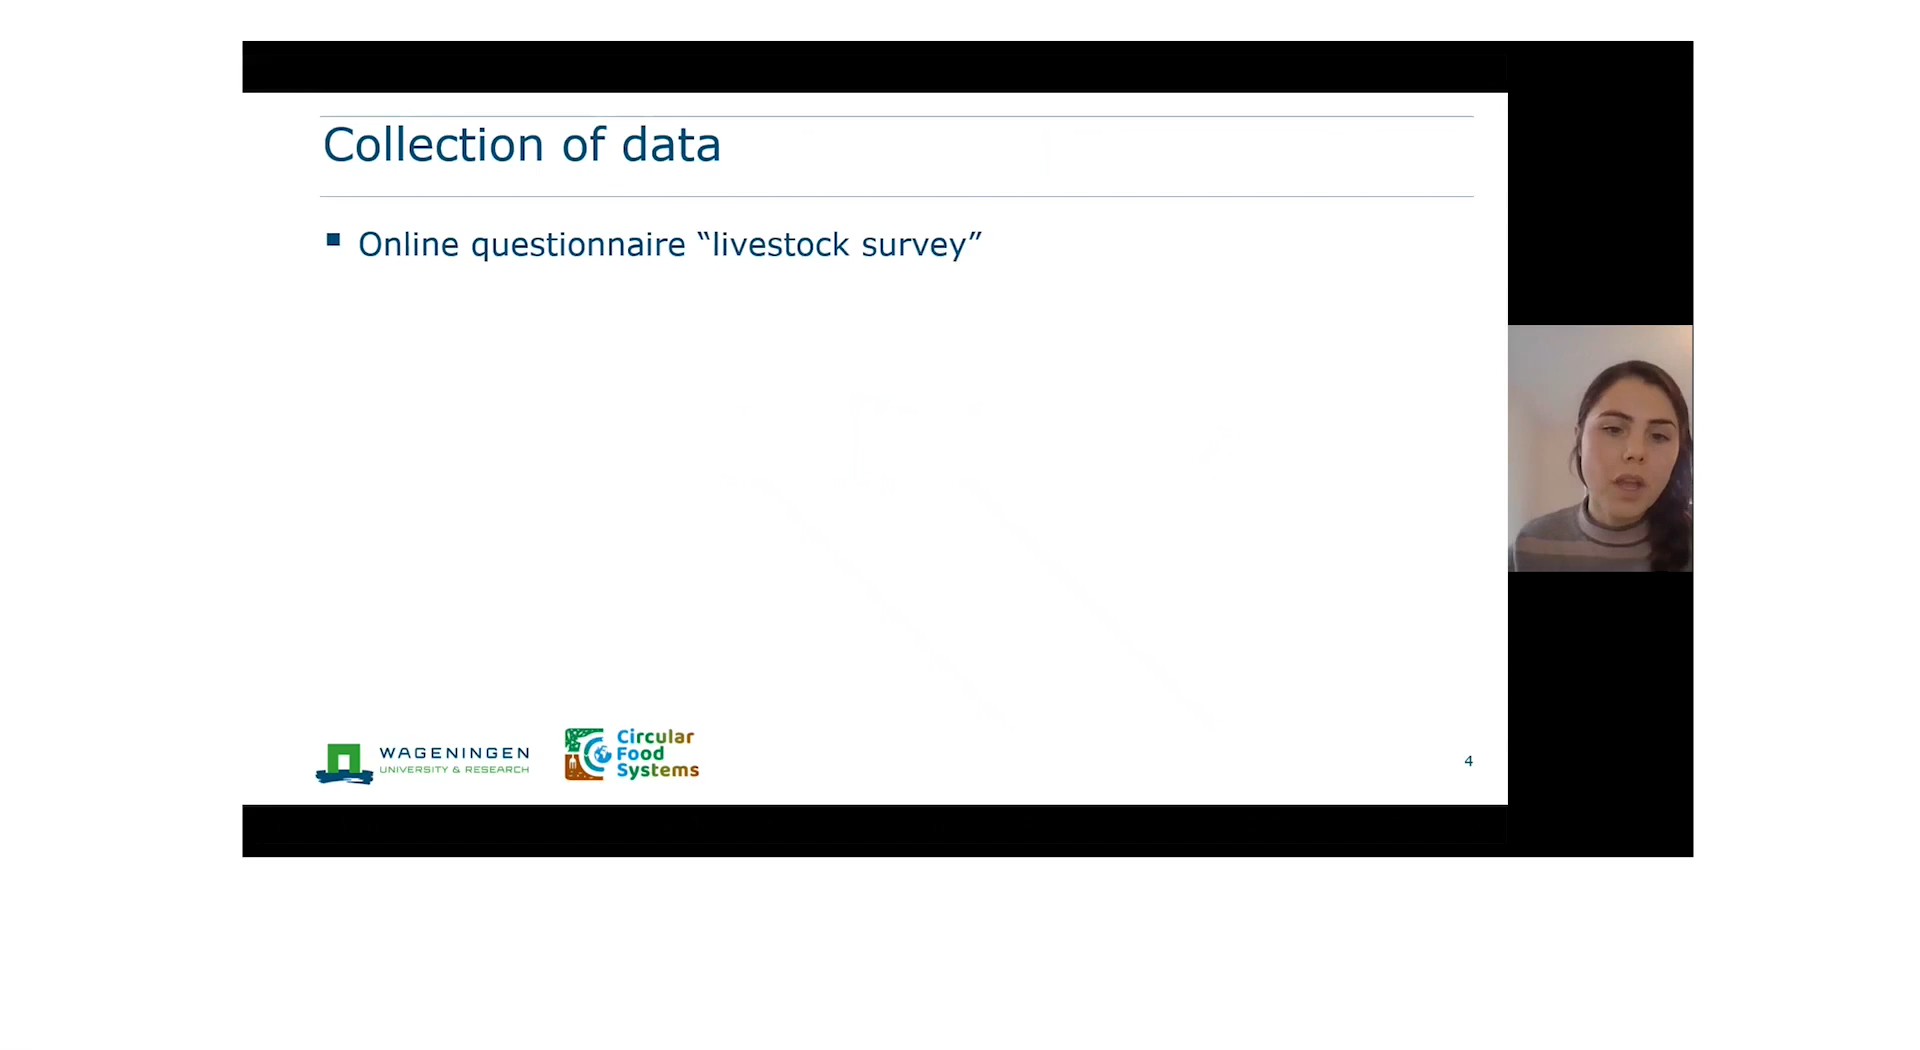 Collection of data
▪ Online questionnaire “livestock survey”
WAGENINGEN
UNIVERSITY & RESEARCH
Circular
Food
Systems
4